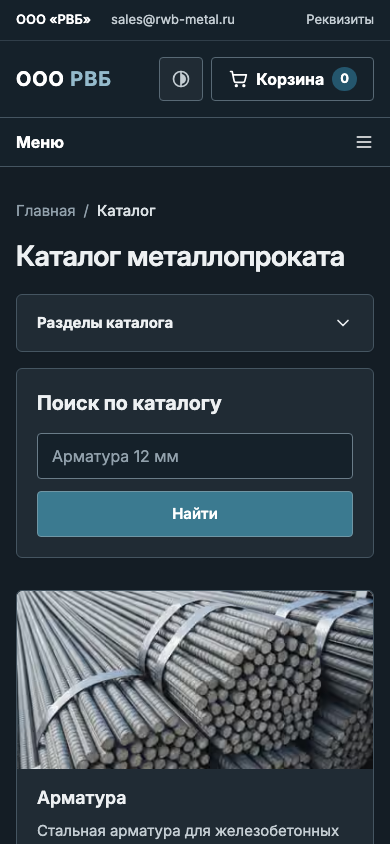 ООО «РВБ» sales@rwb-metal.ru Реквизиты
ООО РВБ
Корзина 0
Меню
Главная / Каталог
Каталог металлопроката
Разделы каталога
Поиск по каталогу
Арматура 12 мм
Найти
Арматура
Стальная арматура для железобетонных